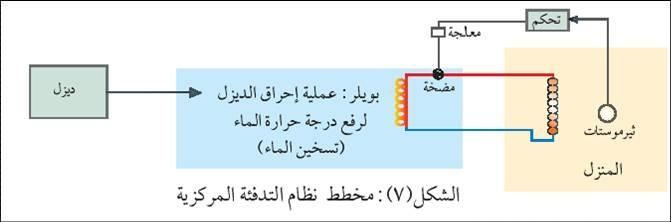 تحكم
معلجة
ديزل
بويلر: عملية إحراق الديزل
لرفع درجة حرارة الماء
(تسخين الماء)
مضخة
ثيرموستات
المنزل
الشكل(٧): مخطط نظام التدفئة المركزية